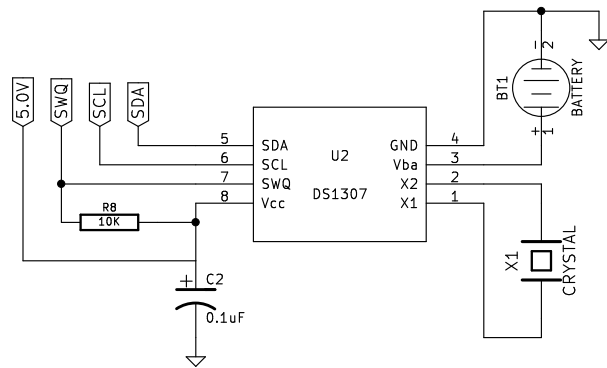 5.0V
SWQ
SCL
SDA
5 SDA
6 SCL
7 SWQ
8 Vcc
U2
DS1307
GND 4
Vba 3
X2 2
X1 1
R8
10K
+ C2
0.1uF
- 2
BT1
BATTERY
+ 1
X1
CRYSTAL